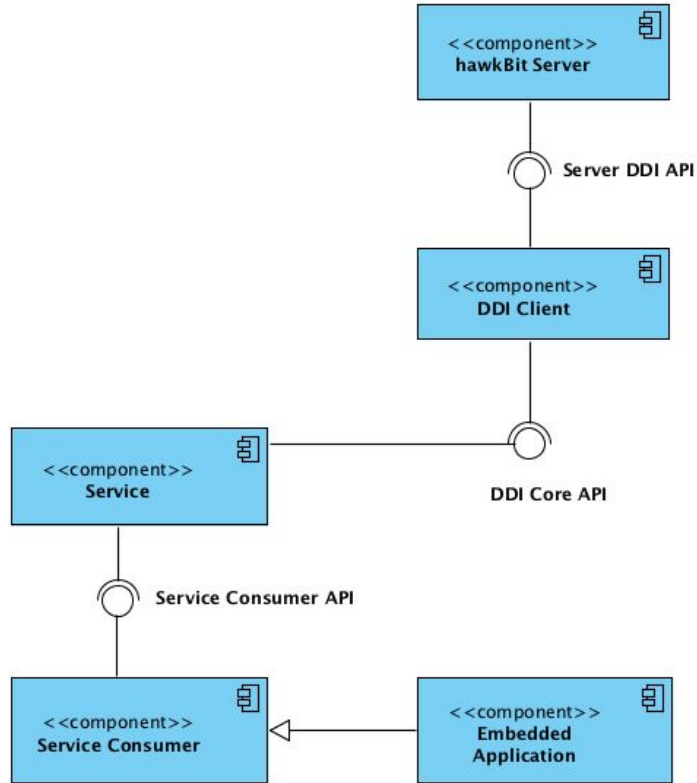 <<component>>
hawkBit Server
Server DDI API
<<component>>
DDI Client
<<component>>
Service
DDI Core API
Service Consumer API
<<component>>
Service Consumer
<<component>>
Embedded
Application